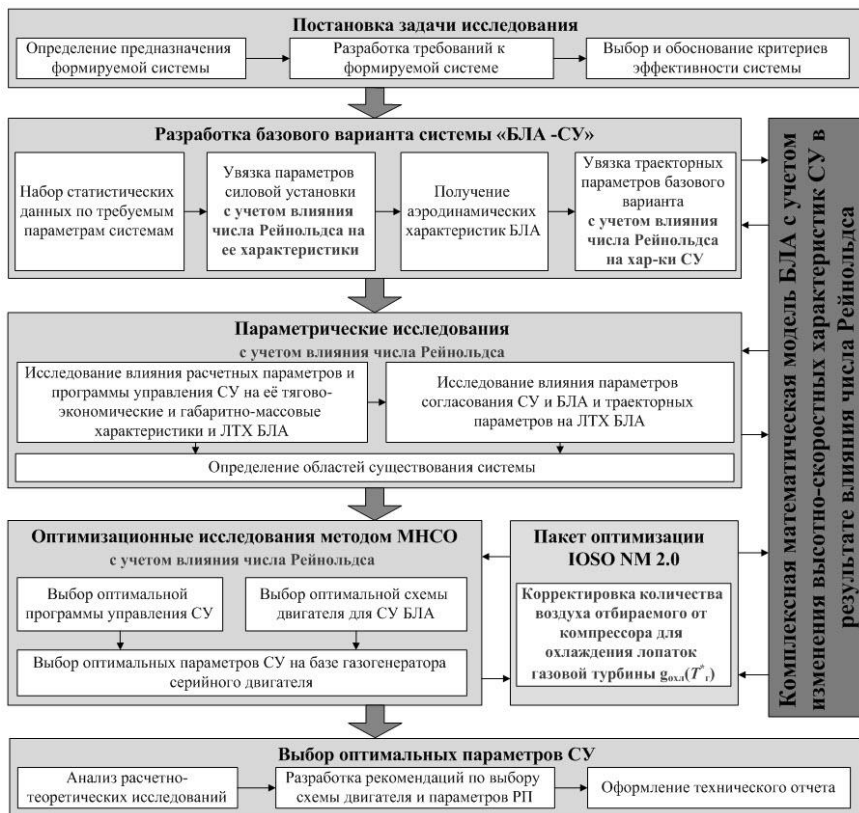 Постановка задачи исследования
Определение предназначения
формируемой системы
Разработка требований к
формируемой системе
Выбор и обоснование критериев
эффективности системы
Разработка базового варианта системы «БЛА -СУ»
Набор статистических
данных по требуемым
параметрам системам
Увязка параметров
силовой установки
с учетом влияния
числа Рейнольдса на
ее характеристики
Получение
аэродинамических
характеристик БЛА
Увязка траекторных
параметров базового
варианта
с учетом влияния
числа Рейнольдса
на хар-ки СУ
Параметрические исследования
с учетом влияния числа Рейнольдса
Исследование влияния расчетных параметров и
программы управления СУ на её тягово-
экономические и габаритно-массовые
характеристики и ЛТХ БЛА
Исследование влияния параметров
согласования СУ и БЛА и траекторных
параметров на ЛТХ БЛА
Определение областей существования системы
Оптимизационные исследования методом МНСО
с учетом влияния числа Рейнольдса
Выбор оптимальной
программы управления СУ
Выбор оптимальной схемы
двигателя для СУ БЛА
Выбор оптимальных параметров СУ на базе газогенератора
серийного двигателя
Пакет оптимизации
IOSO NM 2.0
Корректировка количества
воздуха отбираемого от
компрессора для
охлаждения лопаток
газовой турбины gохл(T*г)
Комплексная математическая модель БЛА с учетом
изменения высотно-скоростных характеристик СУ в
результате влияния числа Рейнольдса
Выбор оптимальных параметров СУ
Анализ расчетно-
теоретических исследований
Разработка рекомендаций по выбору
схемы двигателя и параметров РП
Оформление технического отчета